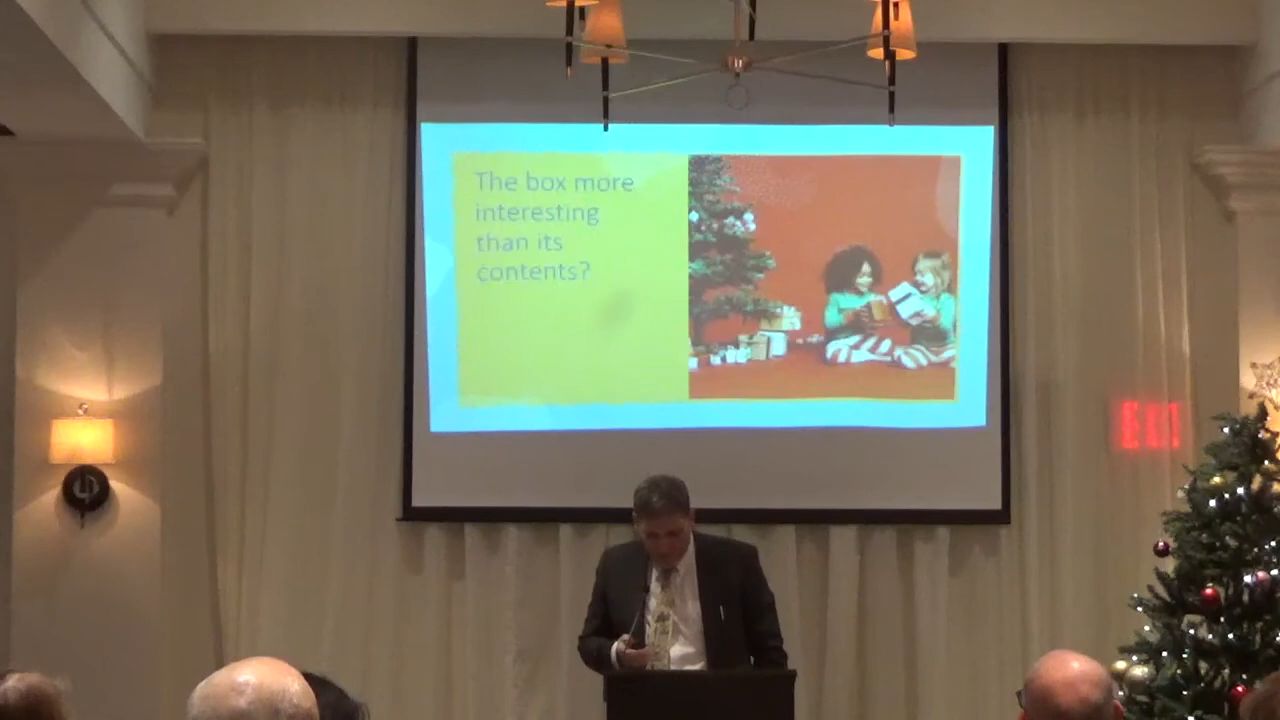 The box more
interesting
than its
contents?
EXIT